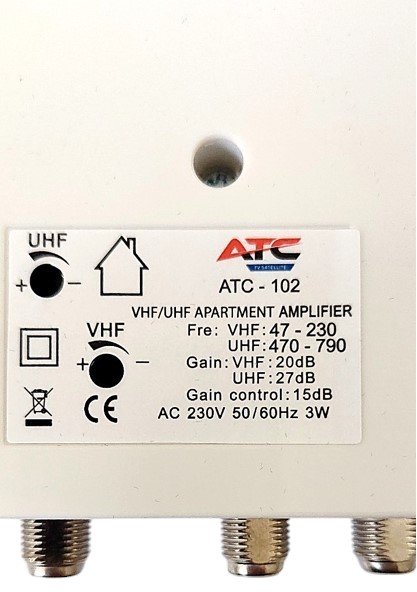 UHF
+ -
ATC
TV SATELLITE
ATC - 102
VHF/UHF APARTMENT AMPLIFIER
VHF
+ -
Fre: VHF: 47 - 230
UHF: 470 - 790
Gain: VHF: 20dB
UHF: 27dB
Gain control: 15dB
CE
AC 230V 50/60Hz 3W